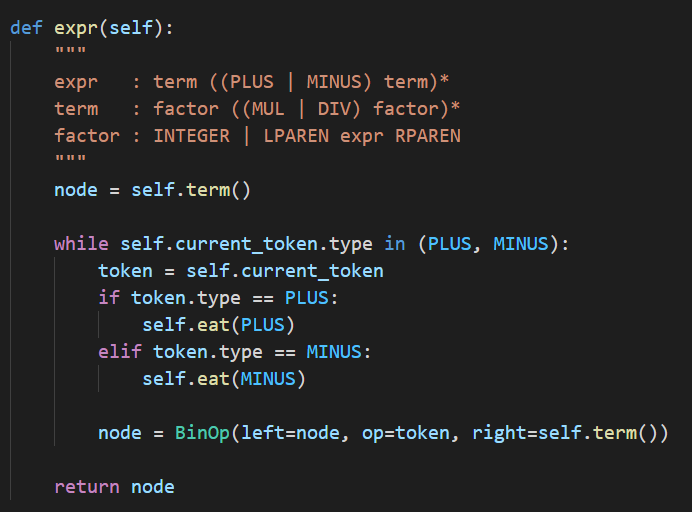 def expr(self):
    """
    expr   : term ((PLUS | MINUS) term)*
    term   : factor ((MUL | DIV) factor)*
    factor : INTEGER | LPAREN expr RPAREN
    """
    node = self.term()

    while self.current_token.type in (PLUS, MINUS):
        token = self.current_token
        if token.type == PLUS:
            self.eat(PLUS)
        elif token.type == MINUS:
            self.eat(MINUS)

        node = BinOp(left=node, op=token, right=self.term())

    return node